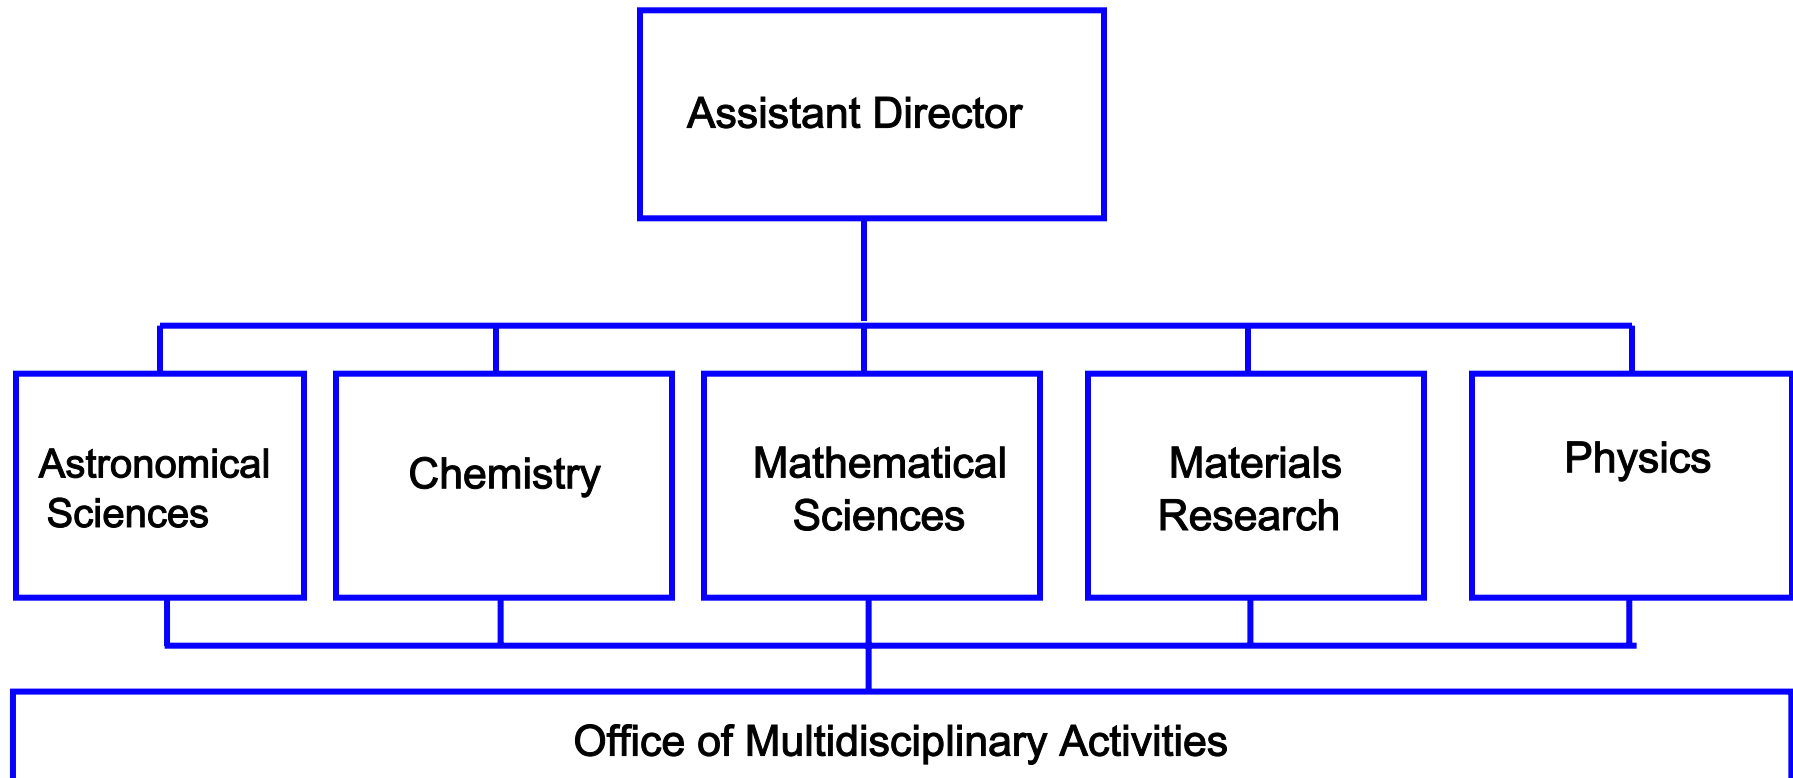 Assistant Director
Astronomical
Sciences
Chemistry
Mathematical
Sciences
Materials
Research
Physics
Office of Multidisciplinary Activities